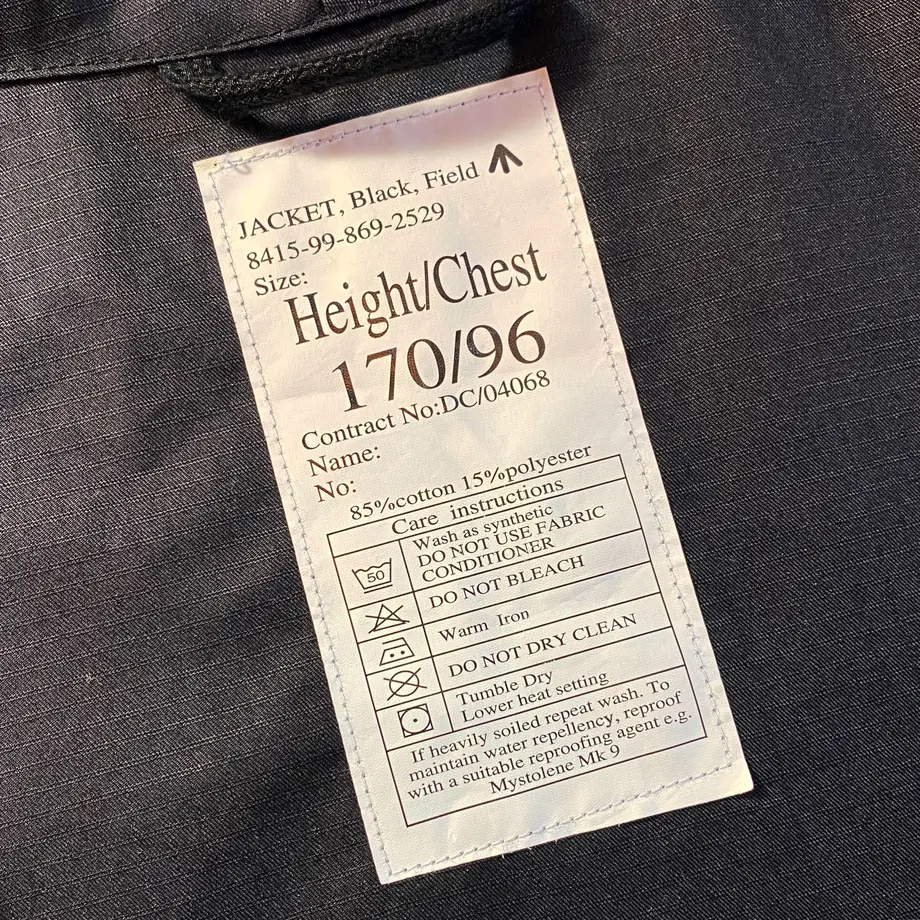 JACKET, Black, Field
8415-99-869-2529
Size:
Height/Chest
170/96
Contract No:DC/04068
Name:
No:
85%cotton 15%polyester
Care instructions
50
Wash as synthetic
DO NOT USE FABRIC
CONDITIONER
DO NOT BLEACH
Warm Iron
DO NOT DRY CLEAN
Tumble Dry
Lower heat setting
If heavily soiled repeat wash. To
maintain water repellency, reproof
with a suitable reproofing agent e.g.
Mystolene Mk 9